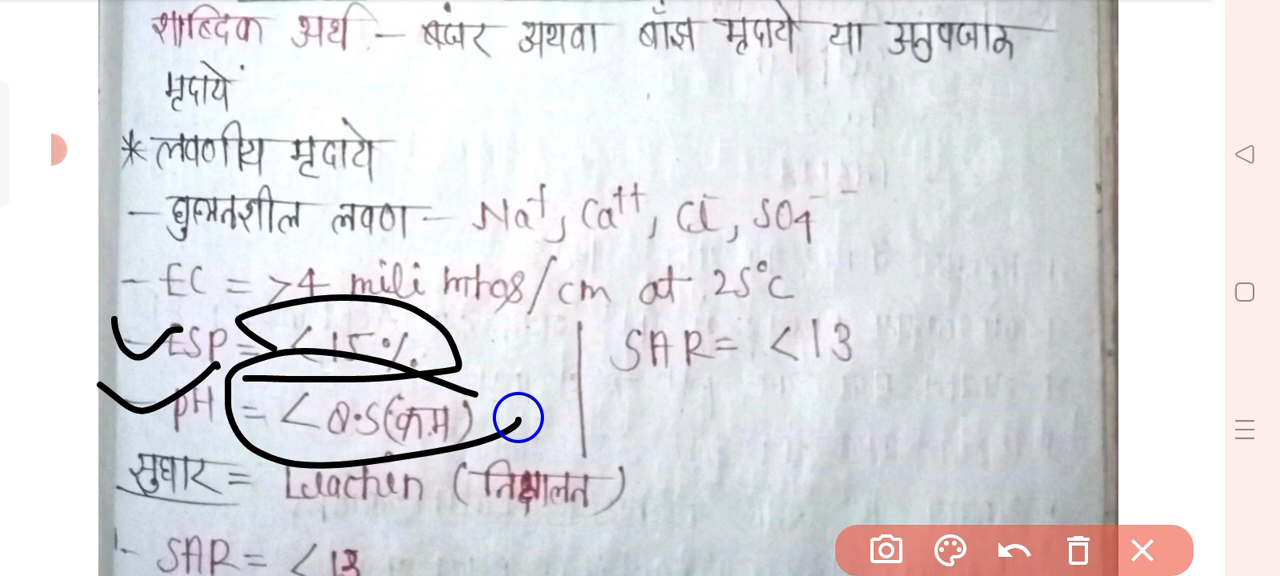 शाब्दिक अर्थ - बंजर अथवा बाँझ मृदाये या अनुपजाऊ
मृदायें
* लवणीय मृदाये
- घुलनशील लवण - Na⁺, Ca⁺⁺, Cl⁻, SO4⁻⁻
- EC = >4 mili mhos/cm at 25°C
- ESP = <15% | SAR = <13
- pH = <8.5 (कम)
सुधार = Leachin (निक्षालन)
- SAR = <13